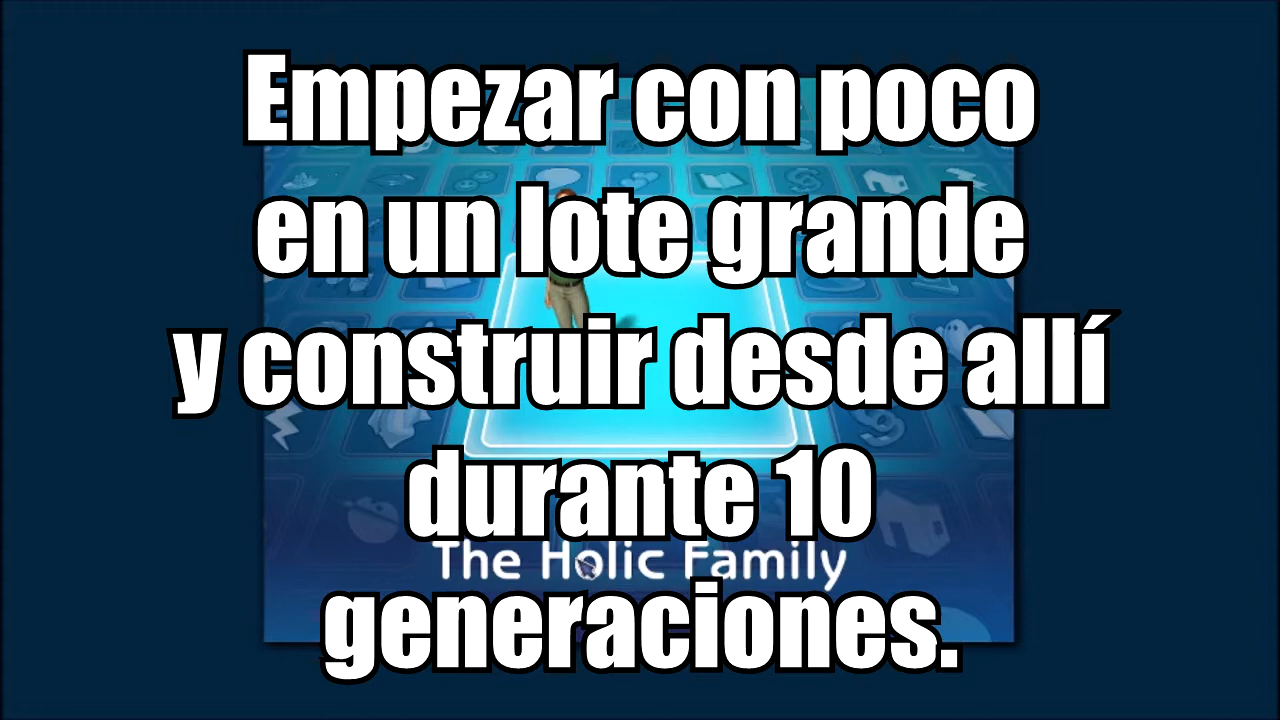 Empezar con poco
en un lote grande
y construir desde allí
durante 10
The Holic Family
generaciones.